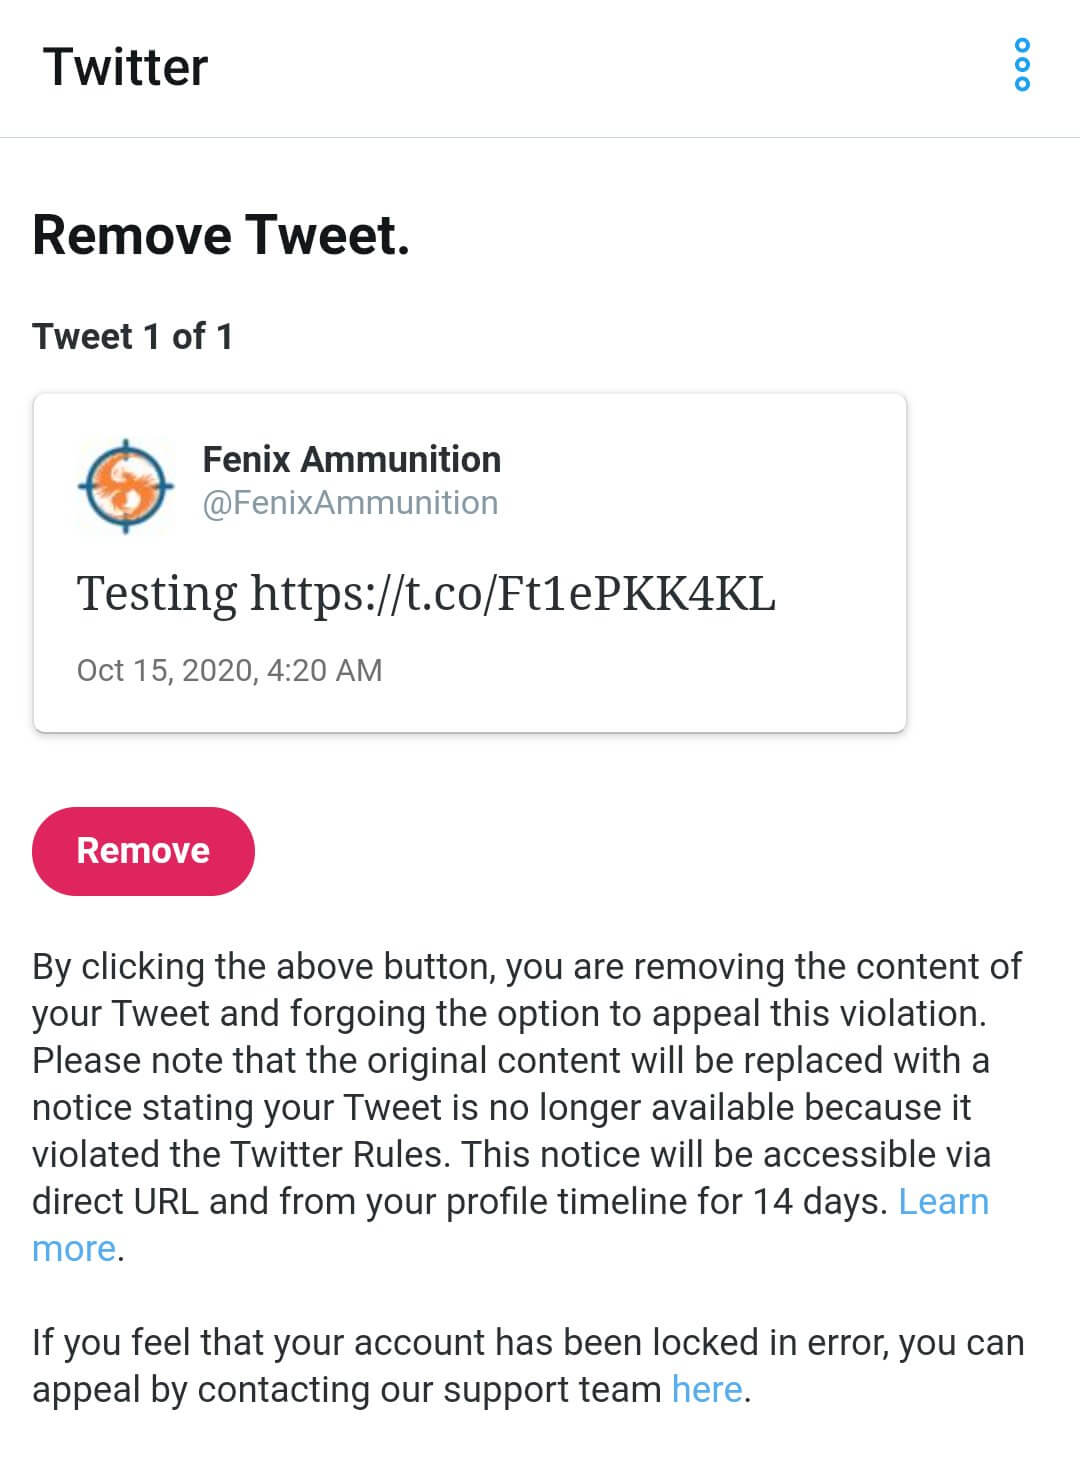 Twitter
Remove Tweet.
Tweet 1 of 1
Fenix Ammunition
@FenixAmmunition
Testing https://t.co/Ft1ePKK4KL
Oct 15, 2020, 4:20 AM
Remove
By clicking the above button, you are removing the content of
your Tweet and forgoing the option to appeal this violation.
Please note that the original content will be replaced with a
notice stating your Tweet is no longer available because it
violated the Twitter Rules. This notice will be accessible via
direct URL and from your profile timeline for 14 days. Learn
more.
If you feel that your account has been locked in error, you can
appeal by contacting our support team here.